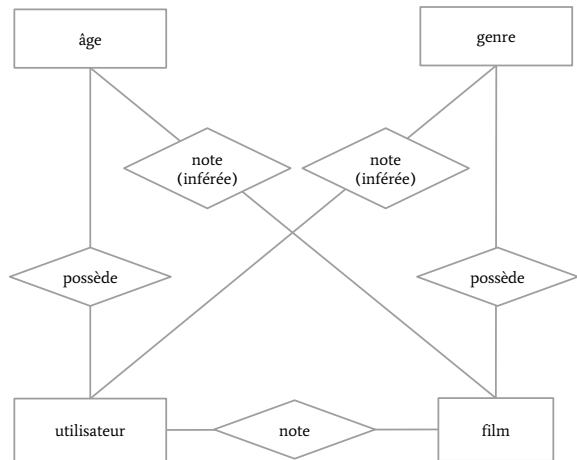 âge
genre
note
(inférée)
note
(inférée)
possède
possède
utilisateur
note
film